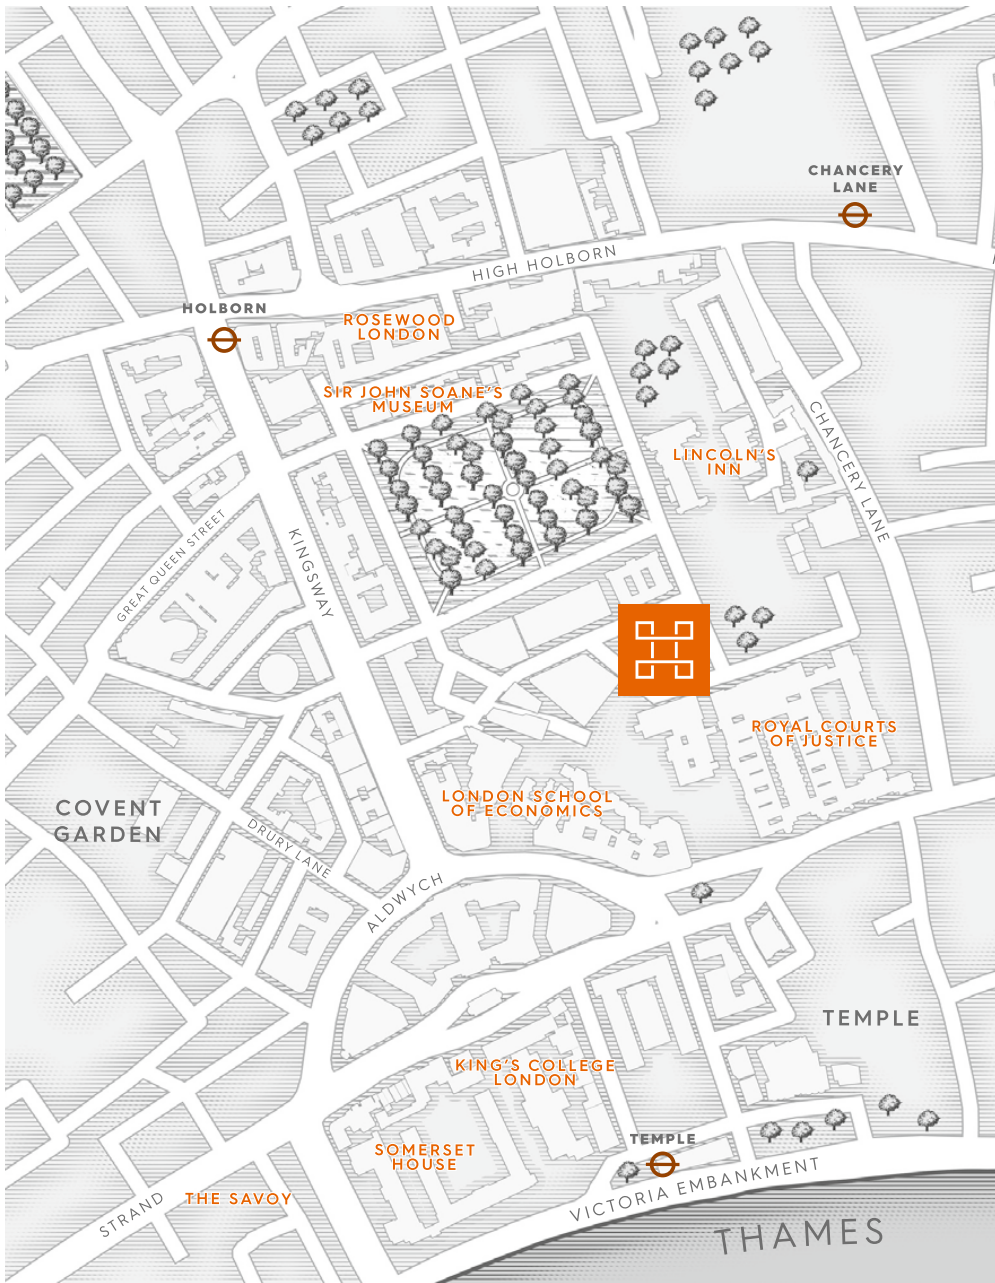 CHANCERY
LANE
HIGH HOLBORN
HOLBORN
ROSEWOOD
LONDON
SIR JOHN SOANE'S
MUSEUM
CHANCERY LANE
LINCOLN'S
INN
GREAT QUEEN STREET
KINGSWAY
ROYAL COURTS
OF JUSTICE
LONDON SCHOOL
OF ECONOMICS
COVENT
GARDEN
DRURY LANE
ALDWYCH
TEMPLE
KING'S COLLEGE
LONDON
TEMPLE
SOMERSET
HOUSE
VICTORIA EMBANKMENT
THE SAVOY
STRAND
THAMES